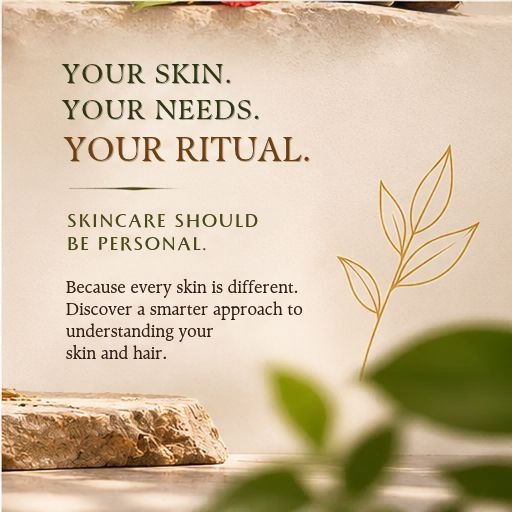 YOUR SKIN.
YOUR NEEDS.
YOUR RITUAL.
SKINCARE SHOULD
BE PERSONAL.
Because every skin is different.
Discover a smarter approach to
understanding your
skin and hair.